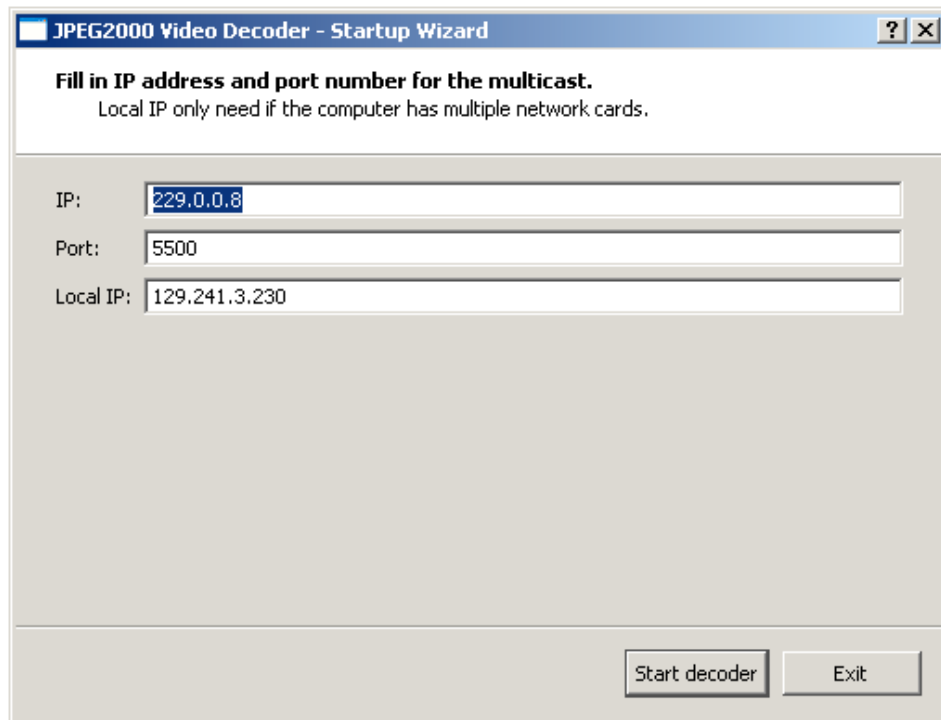 JPEG2000 Video Decoder - Startup Wizard
Fill in IP address and port number for the multicast.
Local IP only need if the computer has multiple network cards.
IP: 229.0.0.8
Port: 5500
Local IP: 129.241.3.230
Start decoder Exit